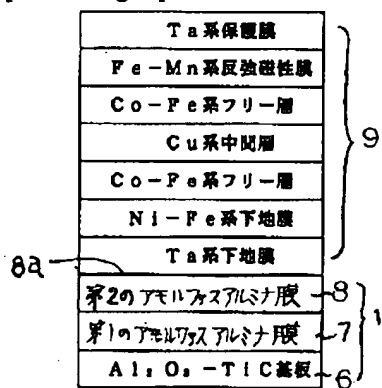 Ta系保護膜
Fe-Mn系反強磁性膜
Co-Fe系フリー層
Cu系中間層
Co-Fe系フリー層
Ni-Fe系下地膜
Ta系下地膜
9
8a
第2のアモルファスアルミナ膜 8
第1のアモルファスアルミナ膜 7
1
Al₂O₃-TiC基板 6